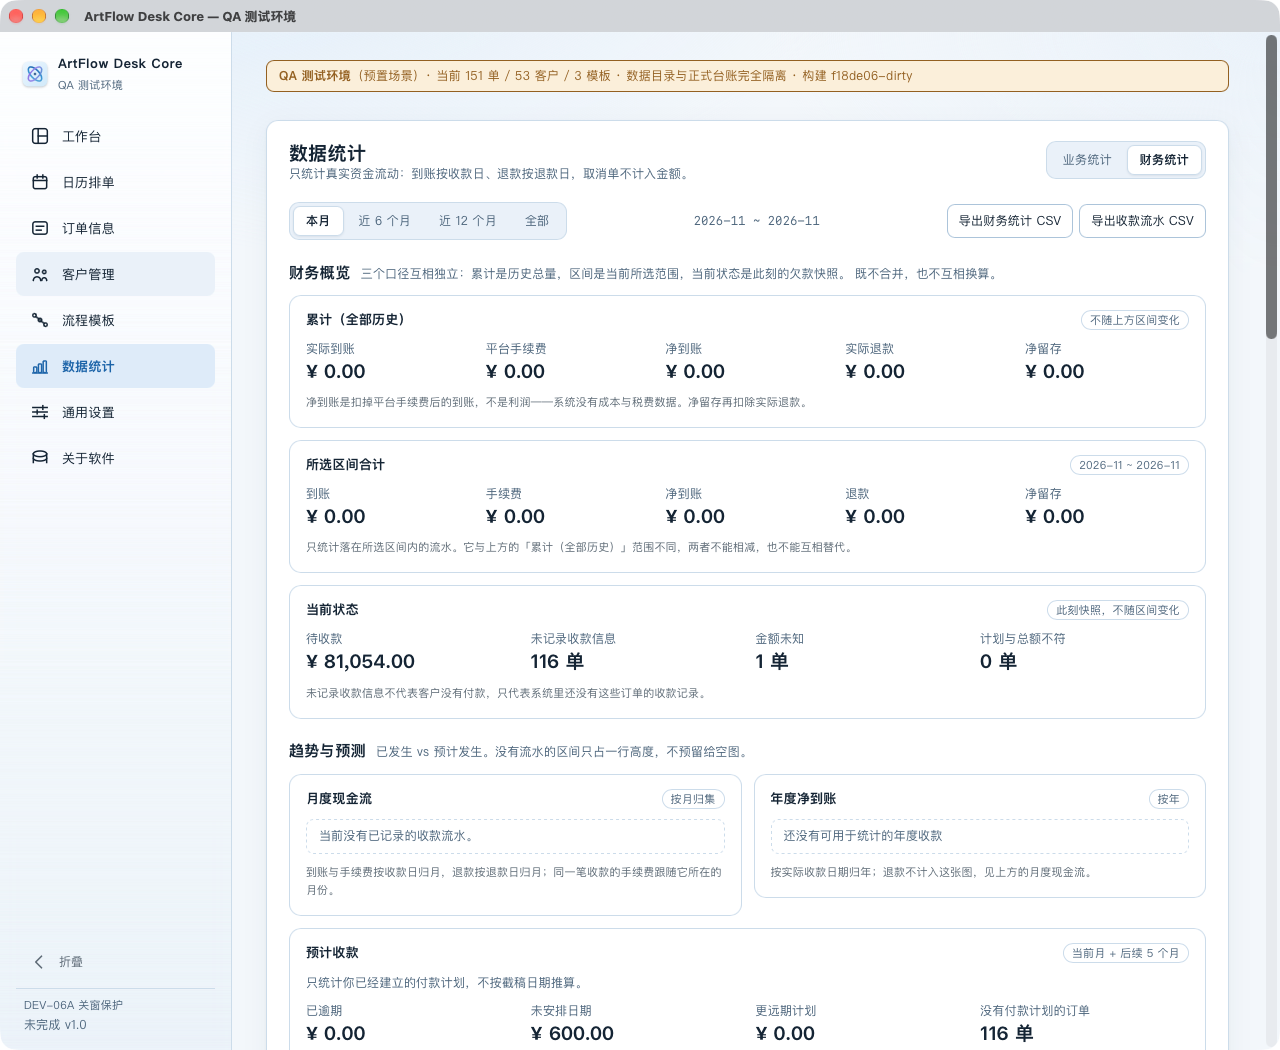 ArtFlow Desk Core — QA 测试环境
ArtFlow Desk Core
QA 测试环境
工作台
日历排单
订单信息
客户管理
流程模板
数据统计
通用设置
关于软件
折叠
DEV-06A 关窗保护
未完成 v1.0
QA 测试环境（预置场景）· 当前 151 单 / 53 客户 / 3 模板 · 数据目录与正式台账完全隔离 · 构建 f18de06-dirty
数据统计
只统计真实资金流动：到账按收款日、退款按退款日，取消单不计入金额。
业务统计 财务统计
本月 近 6 个月 近 12 个月 全部
2026-11 ~ 2026-11
导出财务统计 CSV 导出收款流水 CSV
财务概览 三个口径互相独立：累计是历史总量，区间是当前所选范围，当前状态是此刻的欠款快照。 既不合并，也不互相换算。
累计（全部历史） 不随上方区间变化
实际到账 平台手续费 净到账 实际退款 净留存
¥ 0.00 ¥ 0.00 ¥ 0.00 ¥ 0.00 ¥ 0.00
净到账是扣掉平台手续费后的到账，不是利润——系统没有成本与税费数据。净留存再扣除实际退款。
所选区间合计 2026-11 ~ 2026-11
到账 手续费 净到账 退款 净留存
¥ 0.00 ¥ 0.00 ¥ 0.00 ¥ 0.00 ¥ 0.00
只统计落在所选区间内的流水。它与上方的「累计（全部历史）」范围不同，两者不能相减，也不能互相替代。
当前状态 此刻快照，不随区间变化
待收款 未记录收款信息 金额未知 计划与总额不符
¥ 81,054.00 116 单 1 单 0 单
未记录收款信息不代表客户没有付款，只代表系统里还没有这些订单的收款记录。
趋势与预测 已发生 vs 预计发生。没有流水的区间只占一行高度，不预留给空图。
月度现金流 按月归集
当前没有已记录的收款流水。
到账与手续费按收款日归月，退款按退款日归月；同一笔收款的手续费跟随它所在的
月份。
年度净到账 按年
还没有可用于统计的年度收款
按实际收款日期归年；退款不计入这张图，见上方的月度现金流。
预计收款 当前月 + 后续 5 个月
只统计你已经建立的付款计划，不按截稿日期推算。
已逾期 未安排日期 更远期计划 没有付款计划的订单
¥ 0.00 ¥ 600.00 ¥ 0.00 116 单